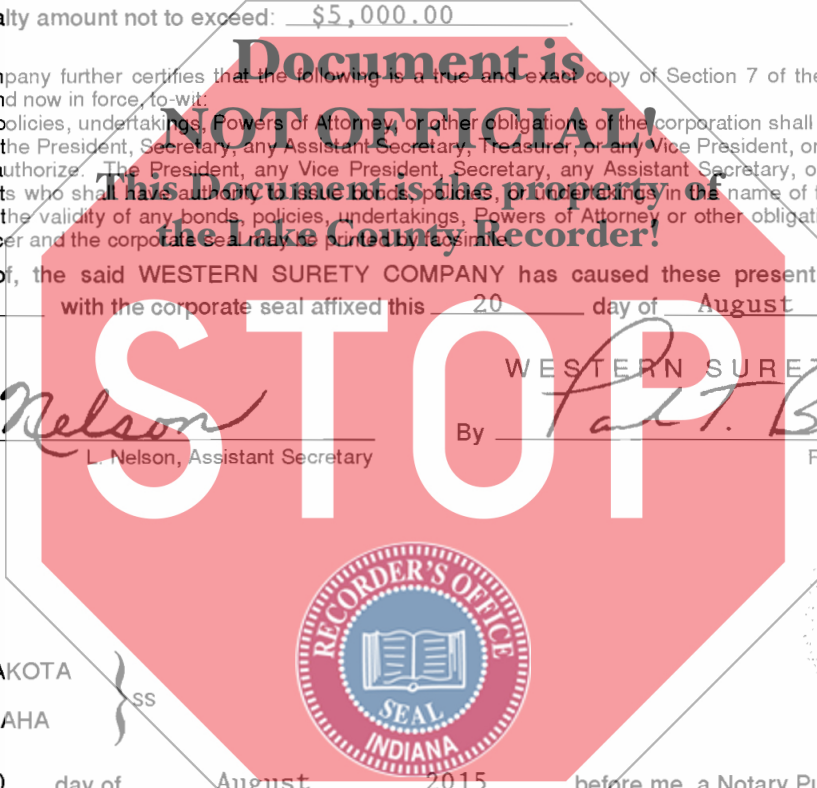 alty amount not to exceed: $5,000.00.
Document is
mpany further certifies that the following is a true and exact copy of Section 7 of the
nd now in force, to-wit:
NOT OFFICIAL!
policies, undertakings, Powers of Attorney, or other obligations of the corporation shall
the President, Secretary, any Assistant Secretary, Treasurer, or any Vice President, or
authorize. The President, any Vice President, Secretary, any Assistant Secretary, o
This Document is the property of
ts who shall have authority to issue bonds, policies, or undertakings in the name of t
the validity of any bonds, policies, undertakings, Powers of Attorney or other obligati
the Lake County Recorder!
cer and the corporate seal may be printed by facsimile.
of, the said WESTERN SURETY COMPANY has caused these present
with the corporate seal affixed this 20 day of August
STOP
WESTERN SURET
Nelson
Paul T. B
By
L. Nelson, Assistant Secretary
P
RECORDER'S OFFICE
SEAL
INDIANA
AKOTA
ss
AHA
day of August 2015 before me, a Notary Pu